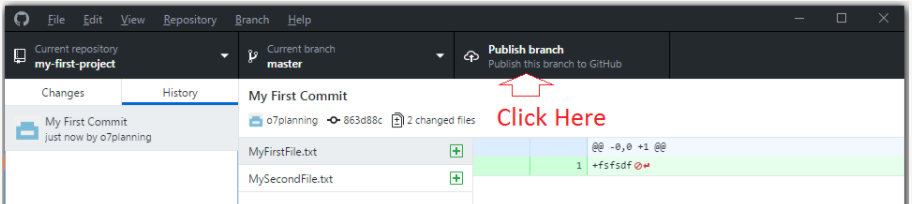 File Edit View Repository Branch Help
Current repository
my-first-project
Current branch
master
Publish branch
Publish this branch to GitHub
Changes History
My First Commit
just now by o7planning
My First Commit
o7planning 863d88c 2 changed files
Click Here
MyFirstFile.txt
MySecondFile.txt
@@ -0,0 +1 @@
1 +fsfsdf